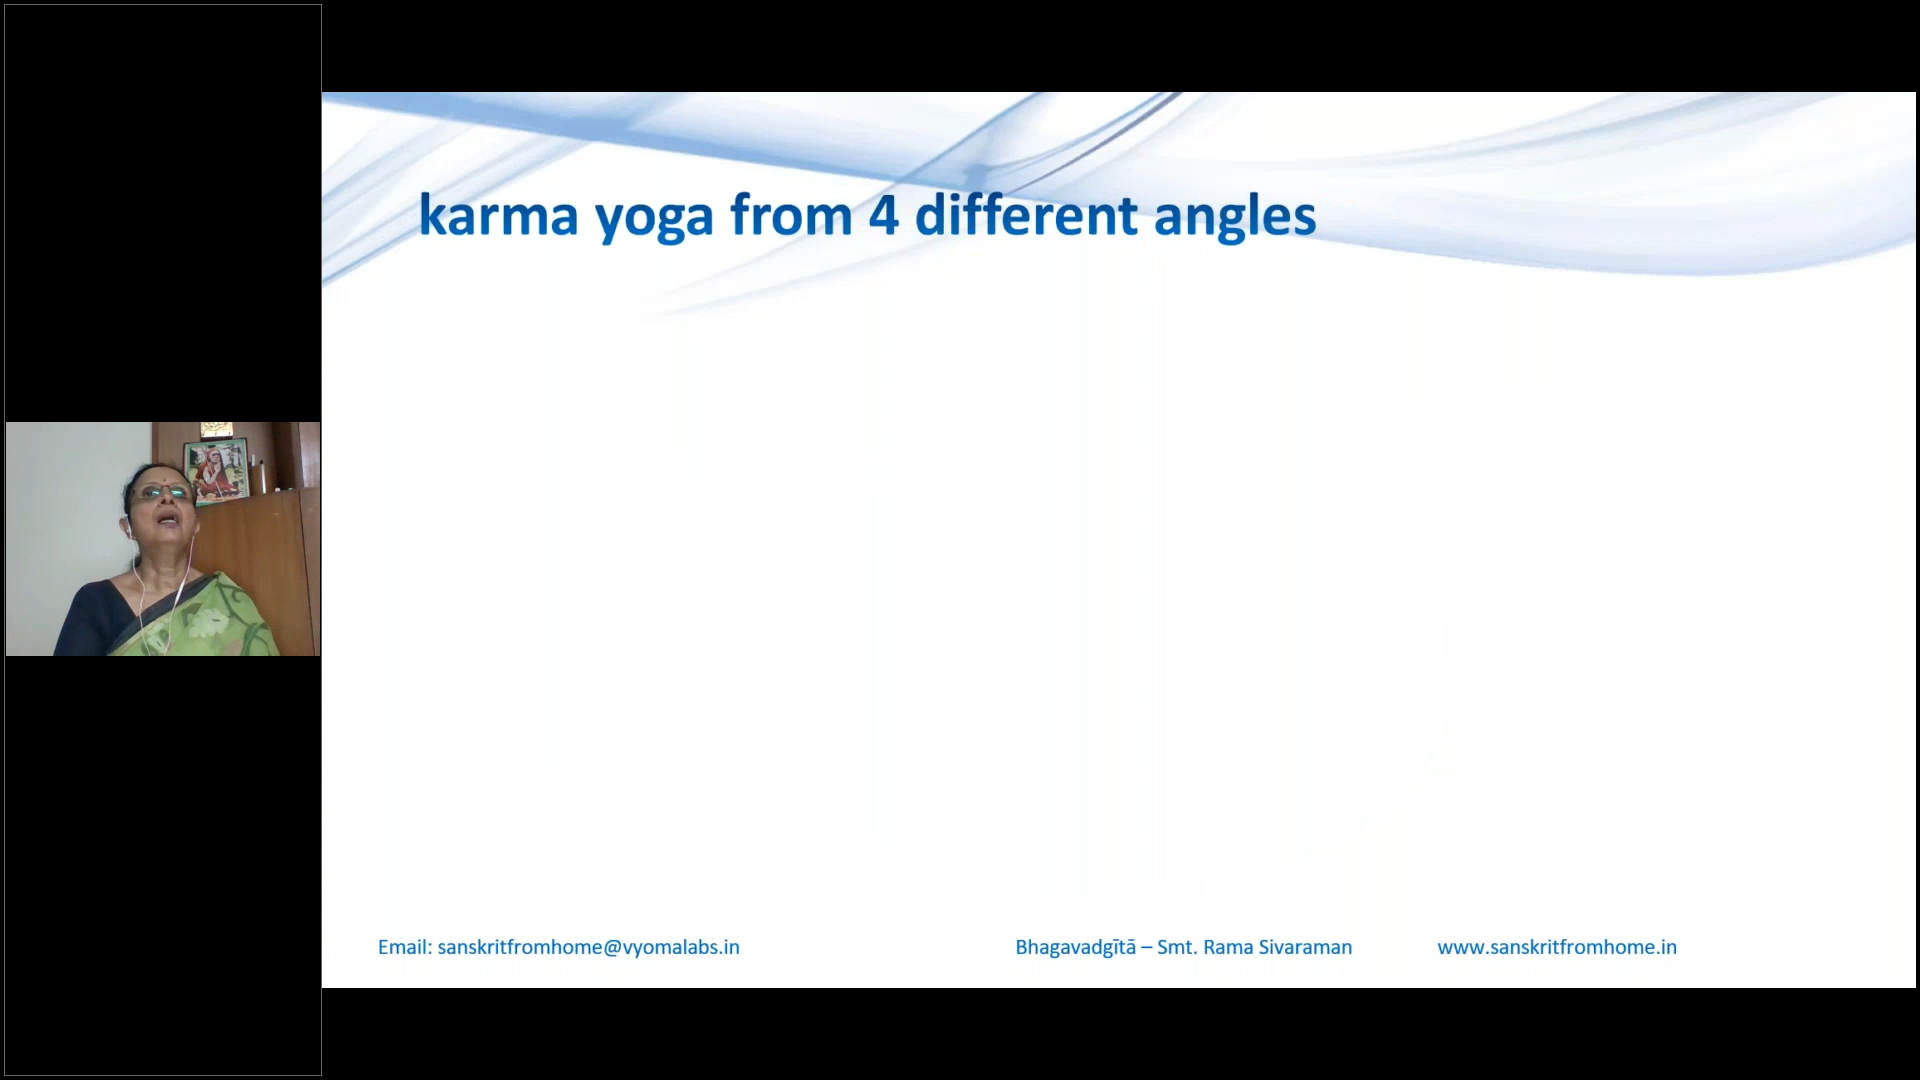 karma yoga from 4 different angles
Email: sanskritfromhome@vyomalabs.in
Bhagavadgītā – Smt. Rama Sivaraman
www.sanskritfromhome.in